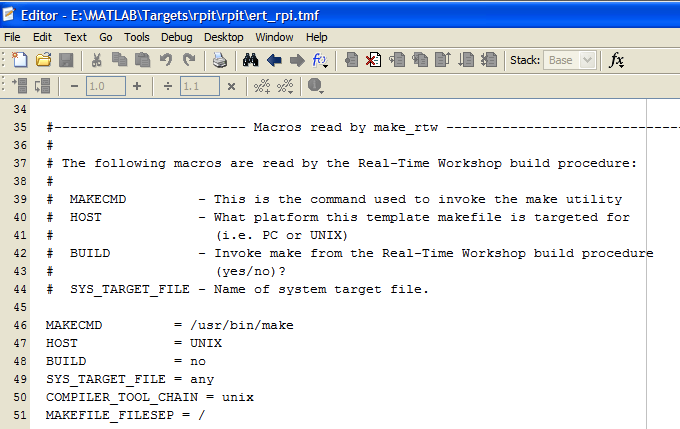 Editor - E:\MATLAB\Targets\rpit\rpit\ert_rpi.tmf
File Edit Text Go Tools Debug Desktop Window Help
Stack: Base fx
− 1.0 + ÷ 1.1 ×
34
35 #------------------------ Macros read by make_rtw -----------------------------
36 #
37 # The following macros are read by the Real-Time Workshop build procedure:
38 #
39 #  MAKECMD         - This is the command used to invoke the make utility
40 #  HOST            - What platform this template makefile is targeted for
41 #                    (i.e. PC or UNIX)
42 #  BUILD           - Invoke make from the Real-Time Workshop build procedure
43 #                    (yes/no)?
44 #  SYS_TARGET_FILE - Name of system target file.
45
46 MAKECMD         = /usr/bin/make
47 HOST            = UNIX
48 BUILD           = no
49 SYS_TARGET_FILE = any
50 COMPILER_TOOL_CHAIN = unix
51 MAKEFILE_FILESEP = /